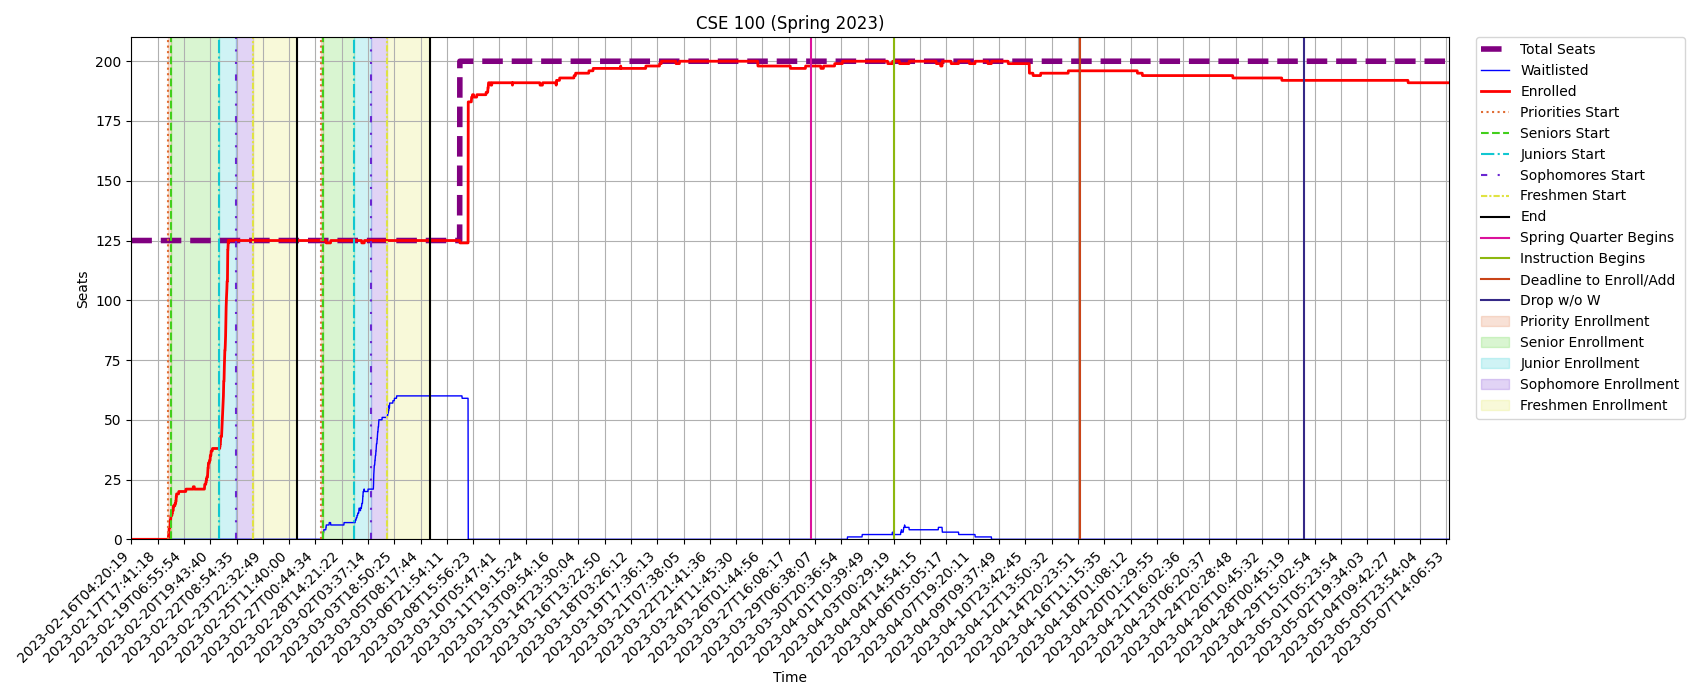 CSE 100 (Spring 2023)
Seats
200
175
150
125
100
75
50
25
0
2023-02-16T04:20:19
2023-02-17T17:41:18
2023-02-19T06:55:54
2023-02-20T19:43:40
2023-02-22T08:54:35
2023-02-23T22:32:49
2023-02-25T11:40:00
2023-02-27T00:44:34
2023-02-28T14:21:22
2023-03-02T03:37:14
2023-03-03T18:50:25
2023-03-05T08:17:44
2023-03-06T21:54:11
2023-03-08T15:56:23
2023-03-10T05:47:41
2023-03-11T19:15:24
2023-03-13T09:54:16
2023-03-14T23:30:04
2023-03-16T13:22:50
2023-03-18T03:26:12
2023-03-19T17:36:13
2023-03-21T07:38:05
2023-03-22T21:41:36
2023-03-24T11:45:30
2023-03-26T01:44:56
2023-03-27T16:08:17
2023-03-29T06:38:07
2023-03-30T20:36:54
2023-04-01T10:39:49
2023-04-03T00:29:19
2023-04-04T14:54:15
2023-04-06T05:05:17
2023-04-07T19:20:11
2023-04-09T09:37:49
2023-04-10T23:42:45
2023-04-12T13:50:32
2023-04-14T20:23:51
2023-04-16T11:15:35
2023-04-18T01:08:12
2023-04-20T01:29:55
2023-04-21T16:02:36
2023-04-23T06:20:37
2023-04-24T20:28:48
2023-04-26T10:45:32
2023-04-28T00:45:19
2023-04-29T15:02:54
2023-05-01T05:23:54
2023-05-02T19:34:03
2023-05-04T09:42:27
2023-05-05T23:54:04
2023-05-07T14:06:53
Time
Total Seats
Waitlisted
Enrolled
Priorities Start
Seniors Start
Juniors Start
Sophomores Start
Freshmen Start
End
Spring Quarter Begins
Instruction Begins
Deadline to Enroll/Add
Drop w/o W
Priority Enrollment
Senior Enrollment
Junior Enrollment
Sophomore Enrollment
Freshmen Enrollment